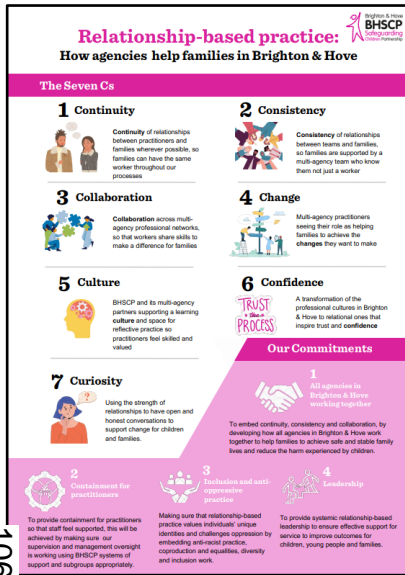 Relationship-based practice:
How agencies help families in Brighton & Hove
Brighton & Hove
BHSCP
Safeguarding
Children Partnership
The Seven Cs
1 Continuity
Continuity of relationships
between practitioners and
families wherever possible, so
families can have the same
worker throughout our
processes
2 Consistency
Consistency of relationships
between teams and families,
so families are supported by a
multi-agency team who know
them not just a worker
3 Collaboration
Collaboration across multi-
agency professional networks,
so that workers share skills to
make a difference for families
4 Change
Multi-agency practitioners
seeing their role as helping
families to achieve the
changes they want to make
5 Culture
BHSCP and its multi-agency
partners supporting a learning
culture and space for
reflective practice so
practitioners feel skilled and
valued
6 Confidence
TRUST
the
PROCESS
A transformation of the
professional cultures in Brighton
& Hove to relational ones that
inspire trust and confidence
7 Curiosity
Using the strength of
relationships to have open and
honest conversations to
support change for children
and families.
Our Commitments
1
All agencies in
Brighton & Hove
working together
To embed continuity, consistency and collaboration, by
developing how all agencies in Brighton & Hove work
together to help families to achieve safe and stable family
lives and reduce the harm experienced by children.
2
Containment for
practitioners
To provide containment for practitioners
so that staff feel supported, this will be
achieved by making sure our
supervision and management oversight
is working using BHSCP systems of
support and subgroups appropriately.
3
Inclusion and anti-
oppressive
practice
Making sure that relationship-based
practice values individuals' unique
identities and challenges oppression by
embedding anti-racist practice,
coproduction and equalities, diversity
and inclusion work.
4
Leadership
To provide systemic relationship-based
leadership to ensure effective support for
service to improve outcomes for
children, young people and families.
106